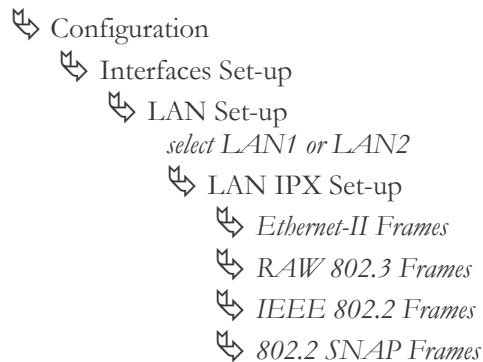 Configuration
Interfaces Set-up
LAN Set-up
select LAN1 or LAN2
LAN IPX Set-up
Ethernet-II Frames
RAW 802.3 Frames
IEEE 802.2 Frames
802.2 SNAP Frames